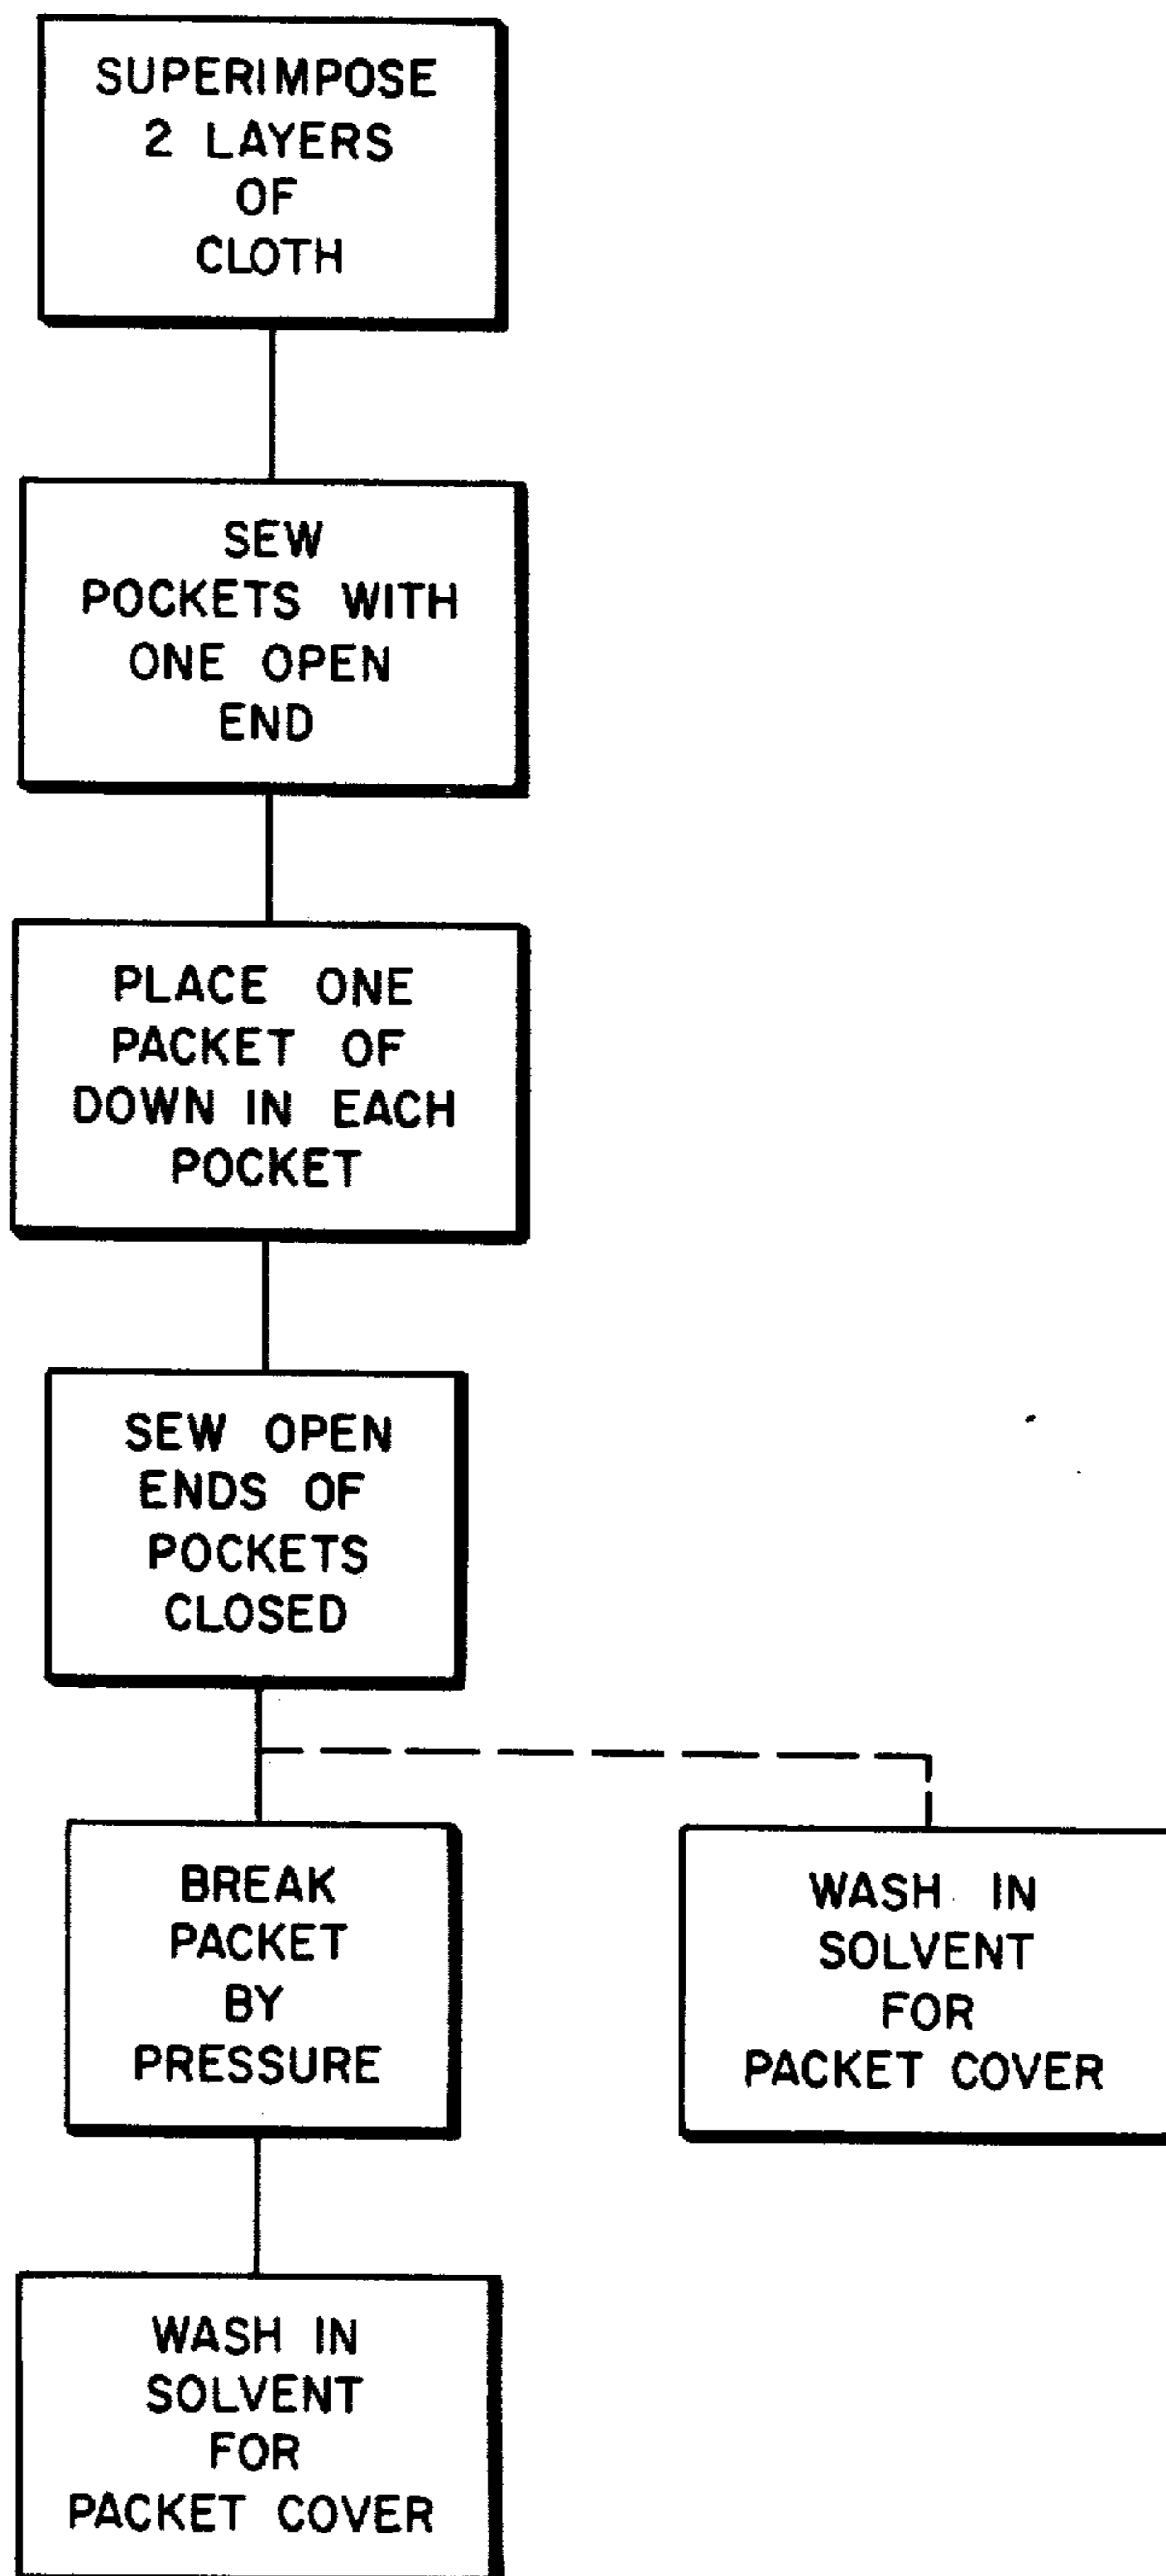 SUPERIMPOSE
2 LAYERS
OF
CLOTH
SEW
POCKETS WITH
ONE OPEN
END
PLACE ONE
PACKET OF
DOWN IN EACH
POCKET
SEW OPEN
ENDS OF
POCKETS
CLOSED
BREAK
PACKET
BY
PRESSURE
WASH IN
SOLVENT
FOR
PACKET COVER
WASH IN
SOLVENT
FOR
PACKET COVER